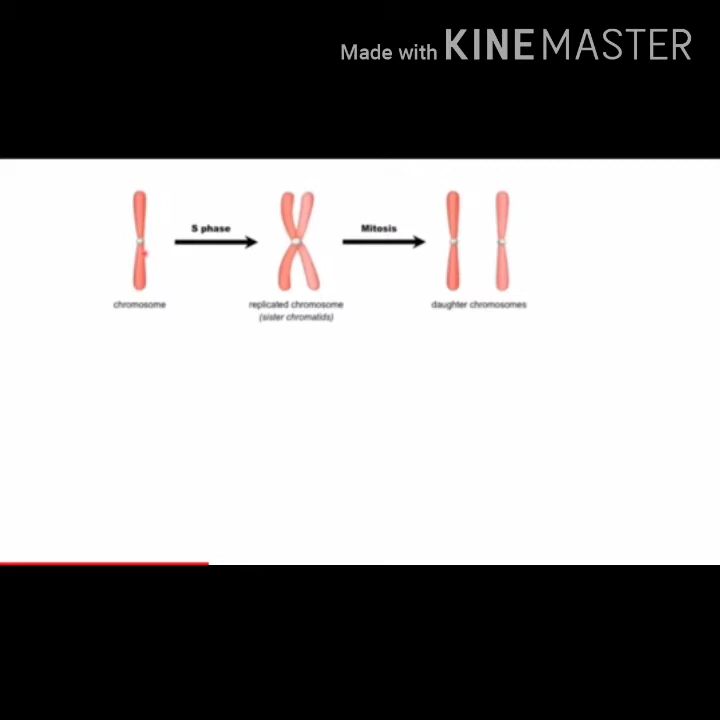 Made with KINEMASTER
S phase
Mitosis
chromosome
replicated chromosome
(sister chromatids)
daughter chromosomes